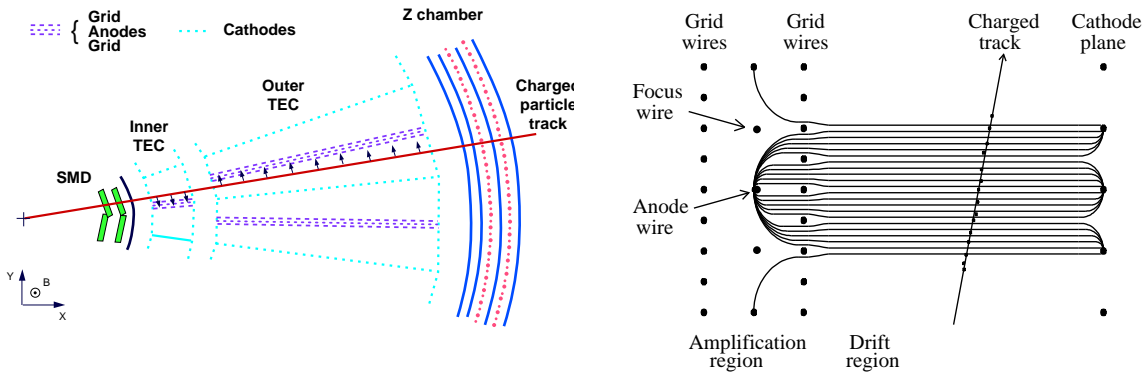 Grid
{ Anodes
Grid
Cathodes
Z chamber
Outer
TEC
Charged
particle
track
Inner
TEC
SMD
Y
B
X
Grid
wires
Grid
wires
Charged
track
Cathode
plane
Focus
wire
Anode
wire
Amplification
region
Drift
region